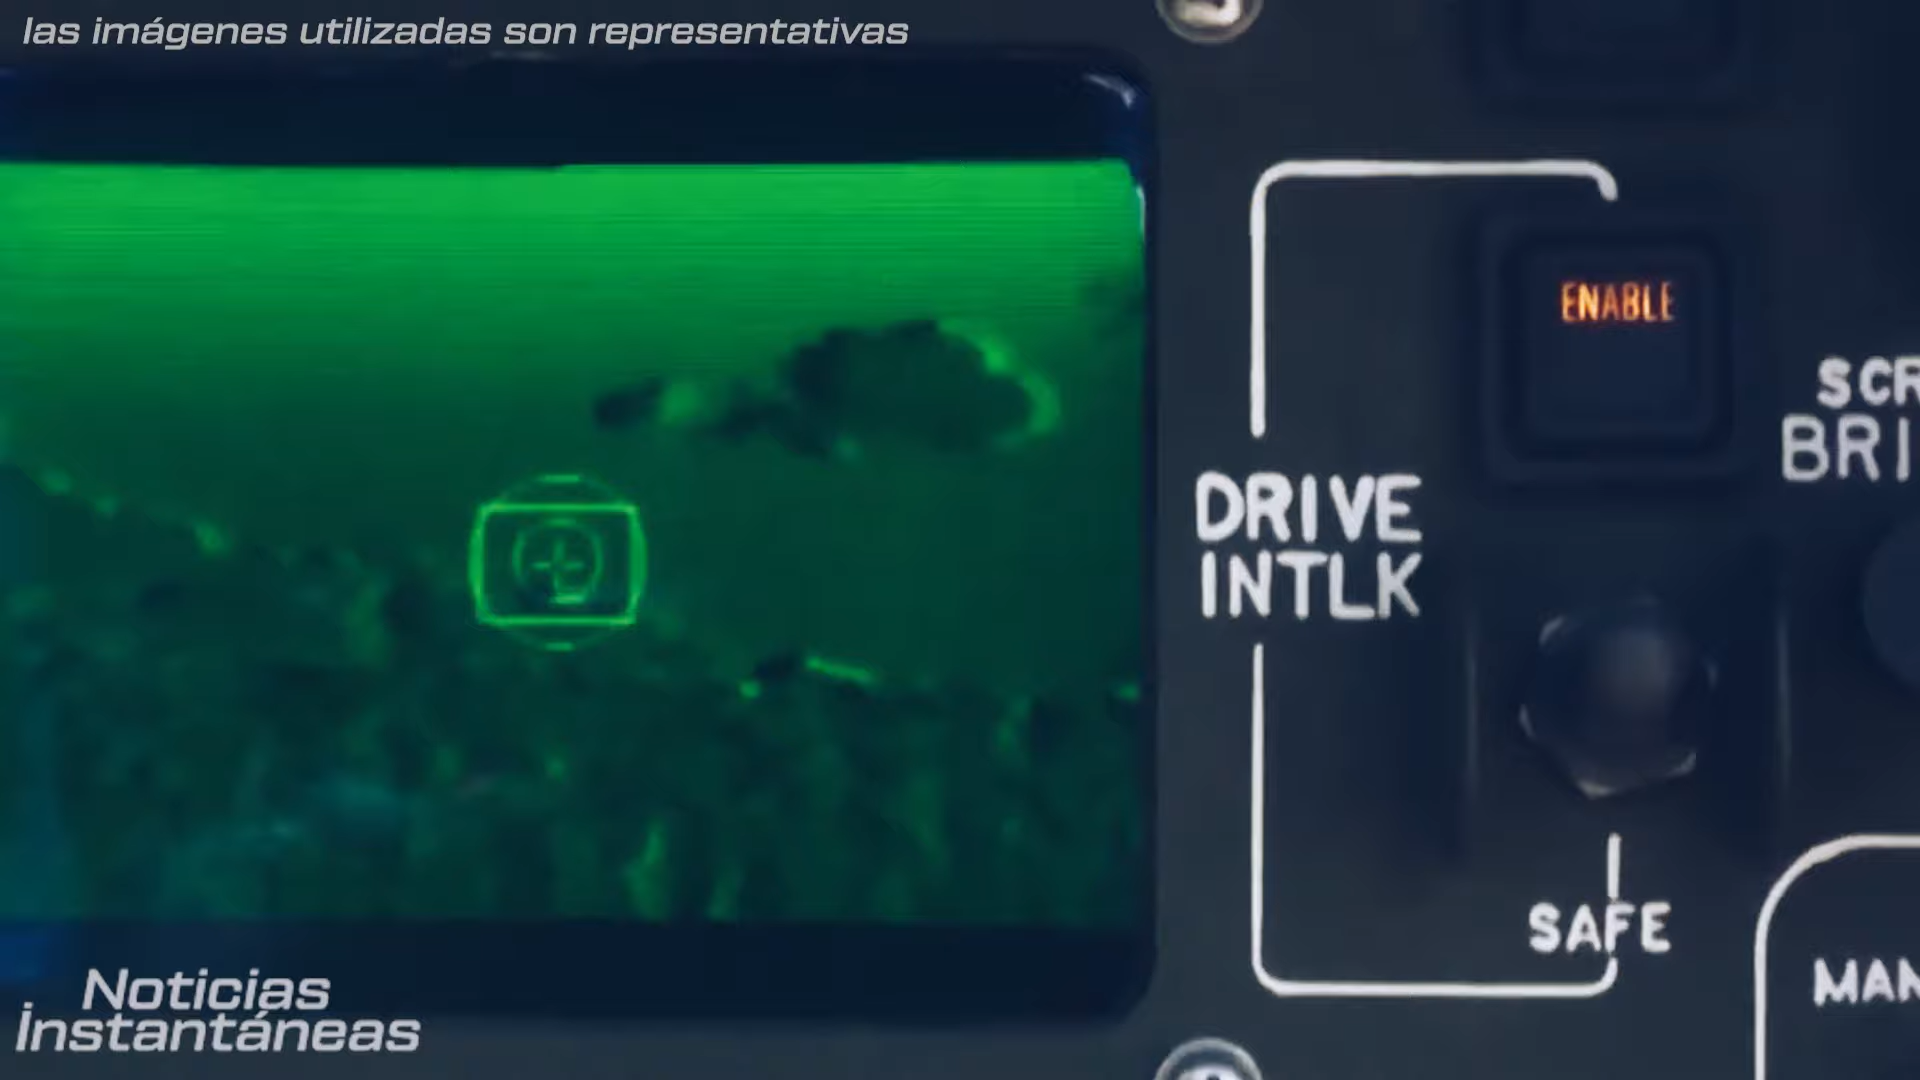 las imágenes utilizadas son representativas
ENABLE
SCR
BRI
DRIVE
INTLK
SAFE
MAN
Noticias
instantáneas